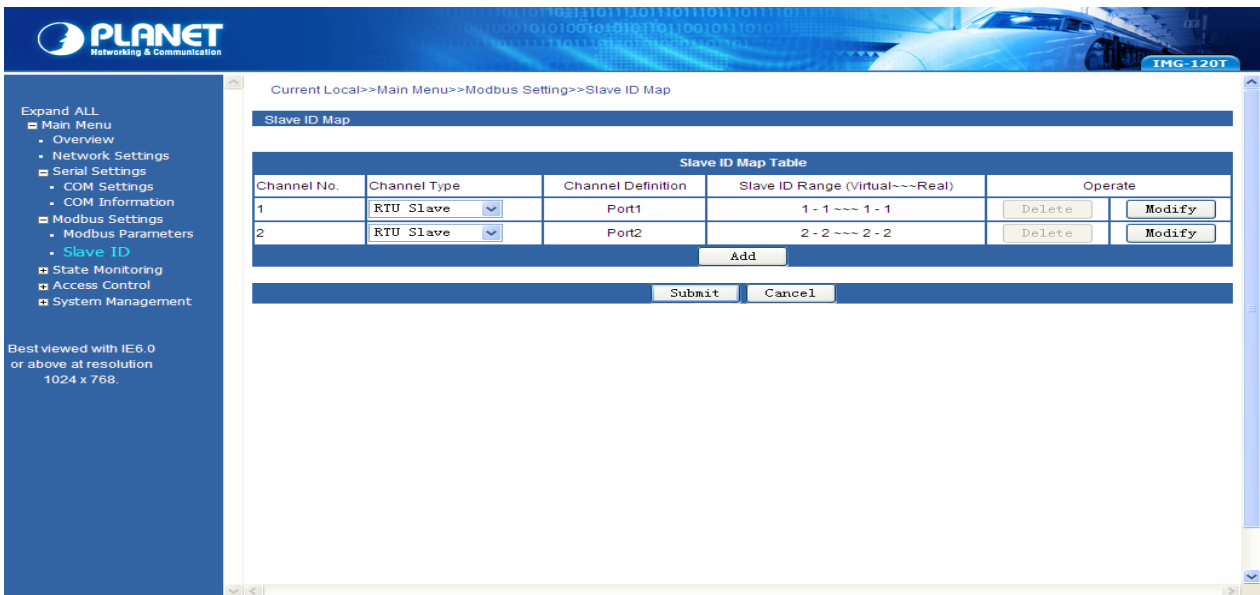 PLANET
Networking & Communication
IMG-120T
Expand ALL
Main Menu
Overview
Network Settings
Serial Settings
COM Settings
COM Information
Modbus Settings
Modbus Parameters
Slave ID
State Monitoring
Access Control
System Management
Best viewed with IE6.0
or above at resolution
1024 x 768.
Current Local>>Main Menu>>Modbus Setting>>Slave ID Map
Slave ID Map
Slave ID Map Table
Channel No. Channel Type Channel Definition Slave ID Range (Virtual~~~Real) Operate
1 RTU Slave Port1 1 - 1 ~~~ 1 - 1 Delete Modify
2 RTU Slave Port2 2 - 2 ~~~ 2 - 2 Delete Modify
Add
Submit Cancel